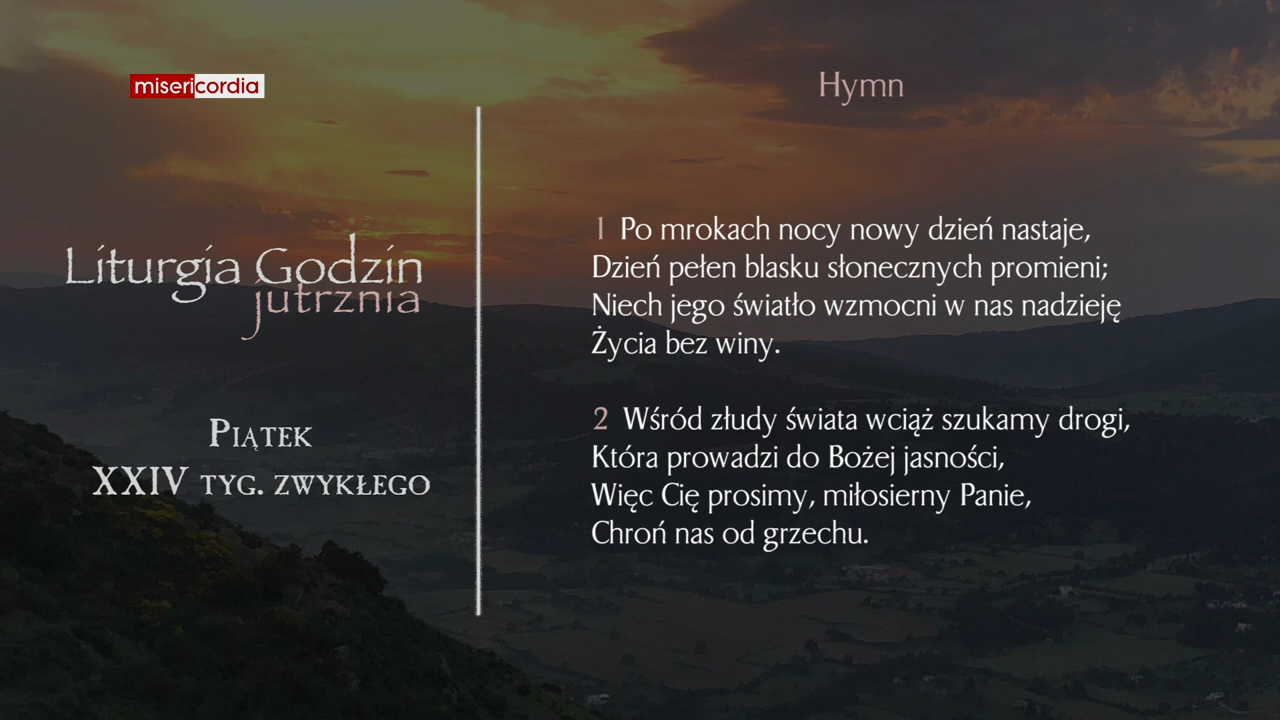 misericordia
Liturgia Godzin
jutrznia
Piątek
XXIV tyg. zwykłego
Hymn
1 Po mrokach nocy nowy dzień nastaje,
Dzień pełen blasku słonecznych promieni;
Niech jego światło wzmocni w nas nadzieję
Życia bez winy.
2 Wśród złudy świata wciąż szukamy drogi,
Która prowadzi do Bożej jasności,
Więc Cię prosimy, miłosierny Panie,
Chroń nas od grzechu.